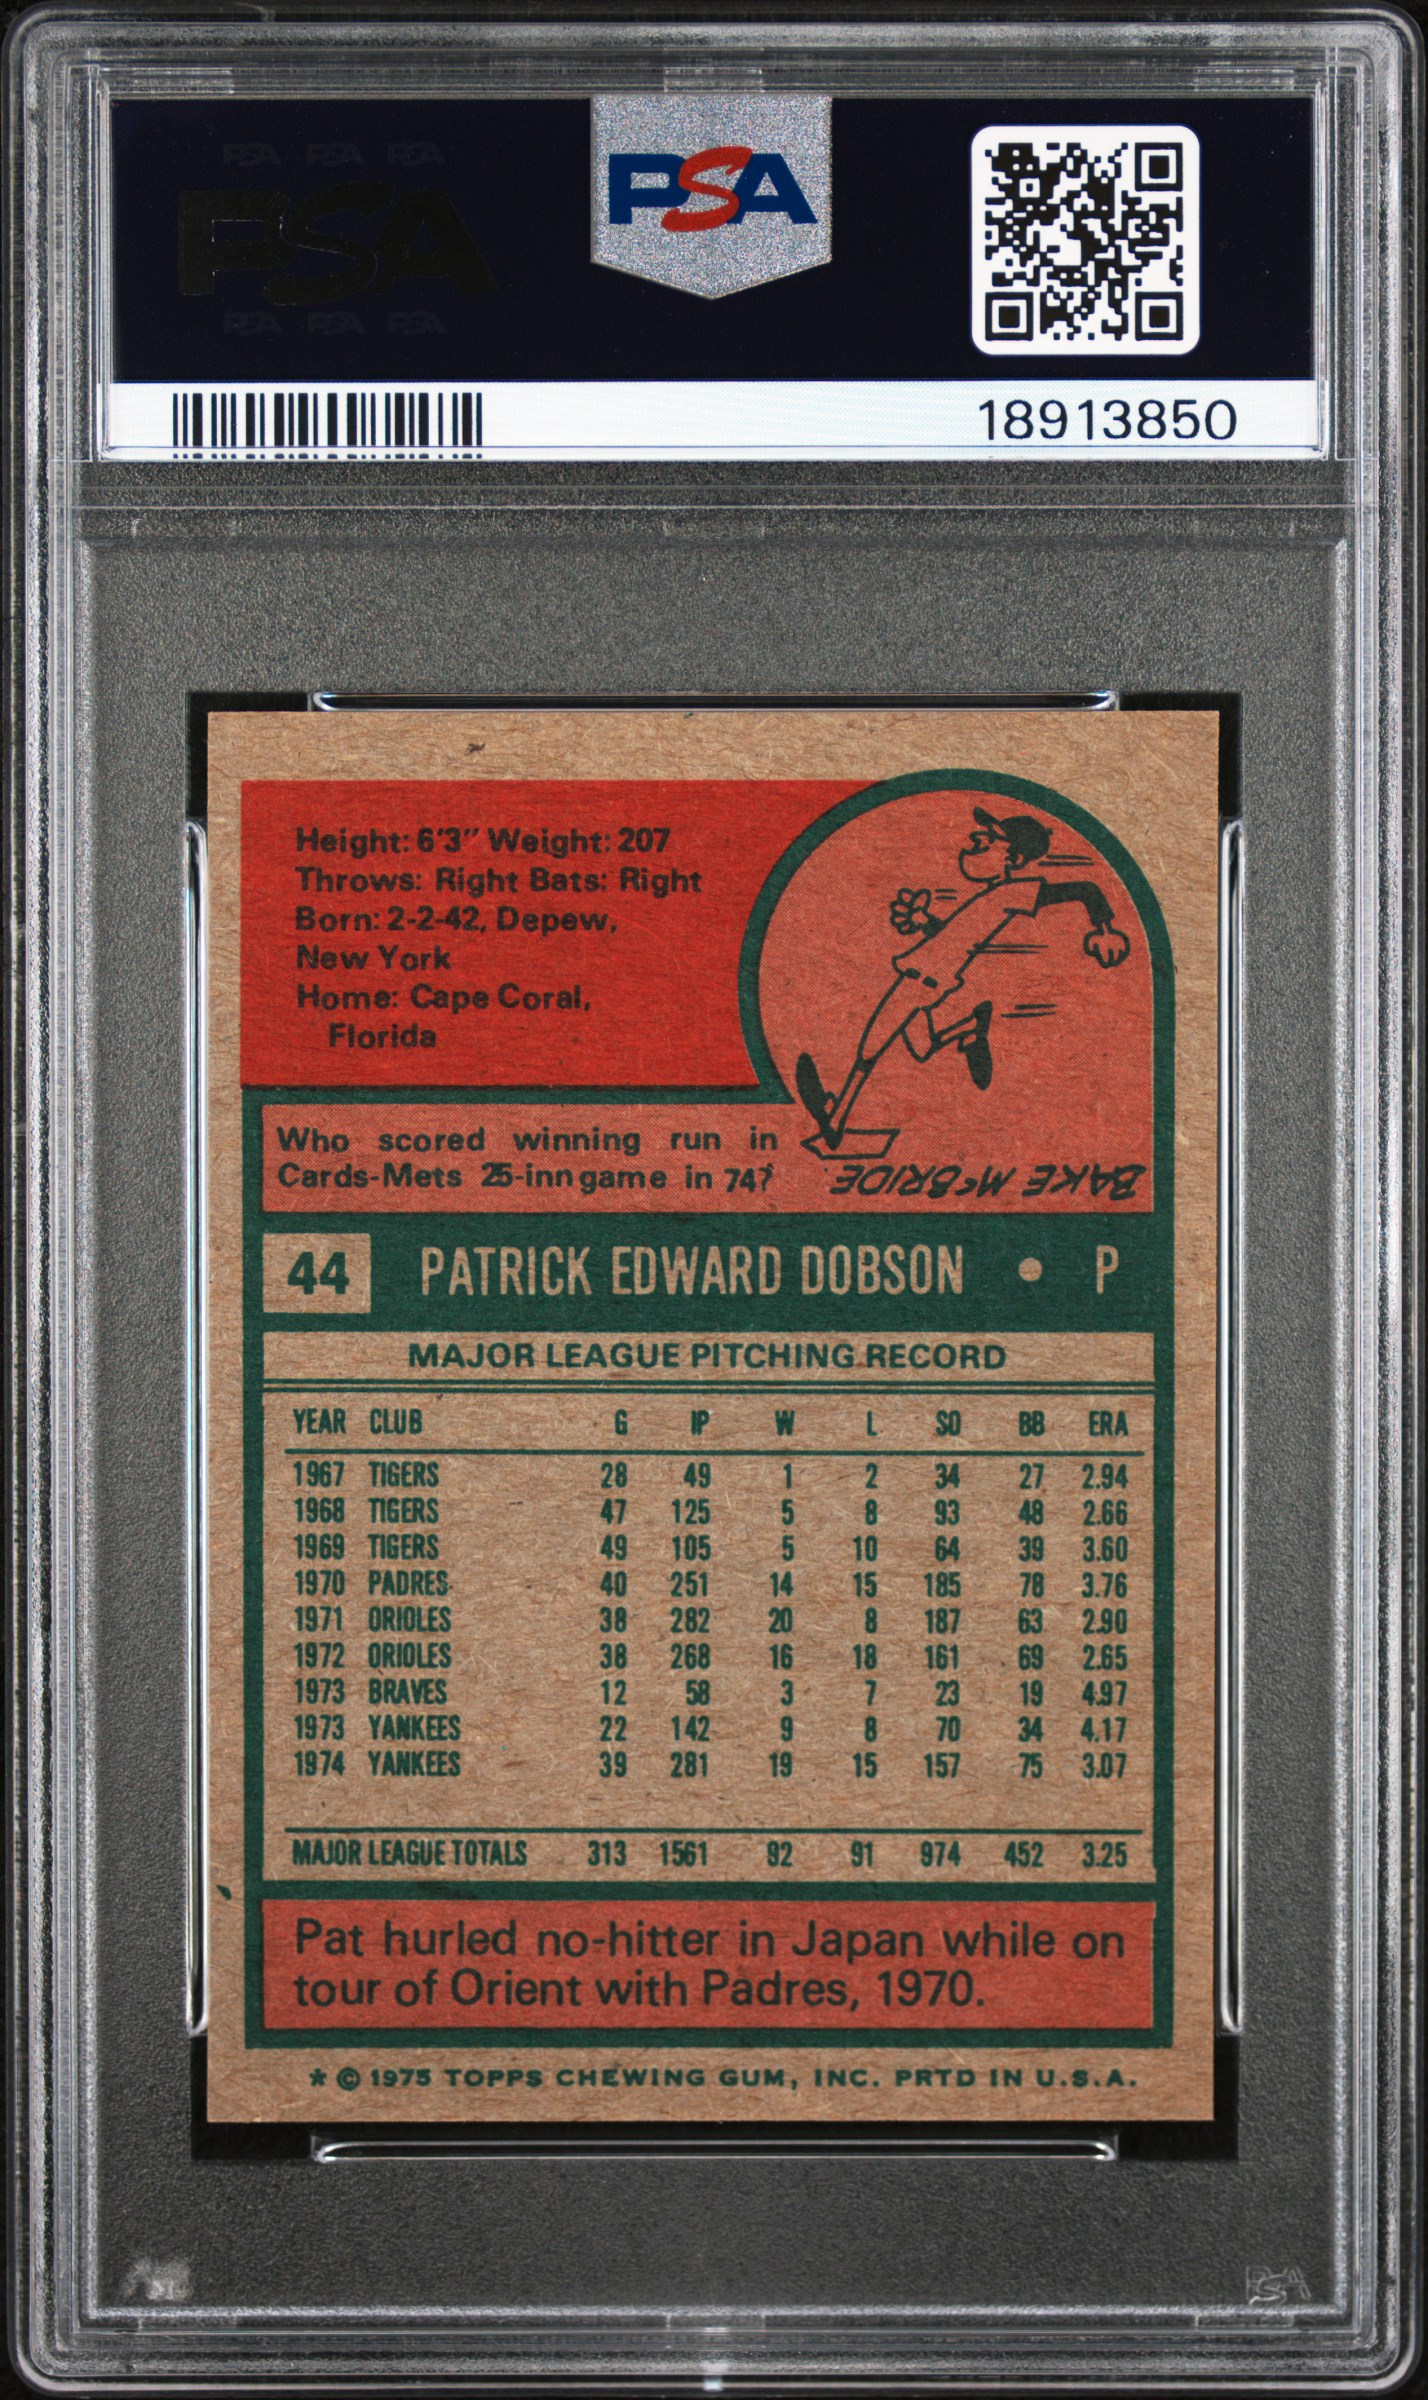 PSA PSA PSA
PSA
PSA PSA PSA
PSA
18913850
Height: 6'3" Weight: 207
Throws: Right Bats: Right
Born: 2-2-42, Depew,
New York
Home: Cape Coral,
Florida
Who scored winning run in
Cards-Mets 25-inn game in 74?
BAKE McBRIDE.
44 PATRICK EDWARD DOBSON • P
MAJOR LEAGUE PITCHING RECORD
YEAR CLUB G IP W L SO BB ERA
1967 TIGERS 28 49 1 2 34 27 2.94
1968 TIGERS 47 125 5 8 93 48 2.66
1969 TIGERS 49 105 5 10 64 39 3.60
1970 PADRES 40 251 14 15 185 78 3.76
1971 ORIOLES 38 282 20 8 187 63 2.90
1972 ORIOLES 38 268 16 18 161 69 2.65
1973 BRAVES 12 58 3 7 23 19 4.97
1973 YANKEES 22 142 9 8 70 34 4.17
1974 YANKEES 39 281 19 15 157 75 3.07
MAJOR LEAGUE TOTALS 313 1561 92 91 974 452 3.25
Pat hurled no-hitter in Japan while on
tour of Orient with Padres, 1970.
* © 1975 TOPPS CHEWING GUM, INC. PRTD IN U.S.A.
PSA